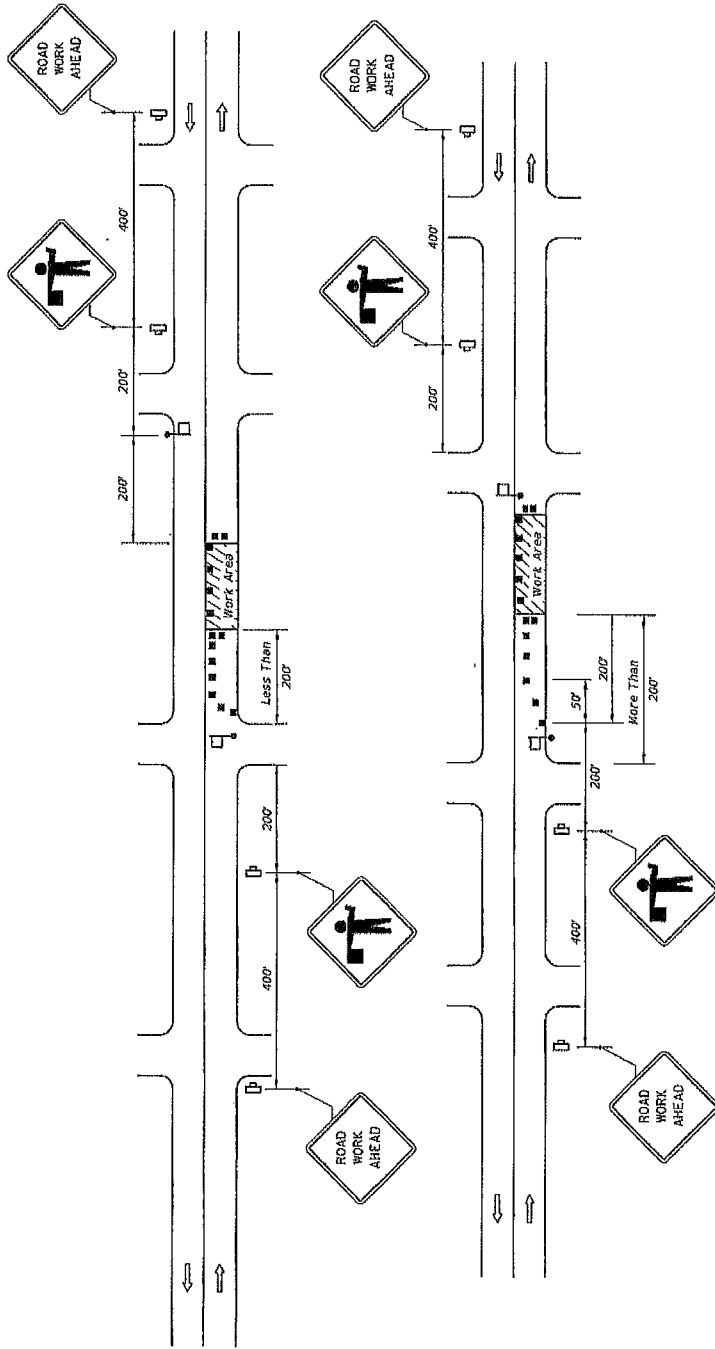 ROAD
WORK
AHEAD
400'
200'
200'
Work Area
Less Than
200'
200'
400'
ROAD
WORK
AHEAD
ROAD
WORK
AHEAD
400'
200'
Work Area
200'
50'
More Than
200'
200'
400'
ROAD
WORK
AHEAD